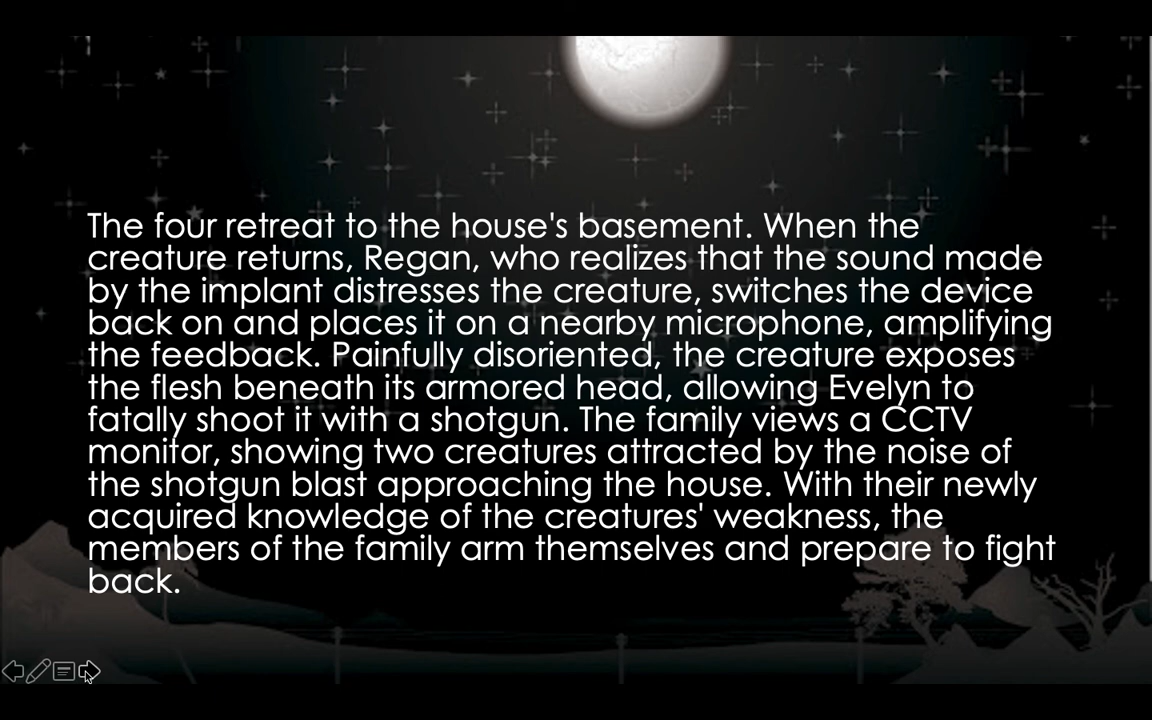 The four retreat to the house's basement. When the
creature returns, Regan, who realizes that the sound made
by the implant distresses the creature, switches the device
back on and places it on a nearby microphone, amplifying
the feedback. Painfully disoriented, the creature exposes
the flesh beneath its armored head, allowing Evelyn to
fatally shoot it with a shotgun. The family views a CCTV
monitor, showing two creatures attracted by the noise of
the shotgun blast approaching the house. With their newly
acquired knowledge of the creatures' weakness, the
members of the family arm themselves and prepare to fight
back.